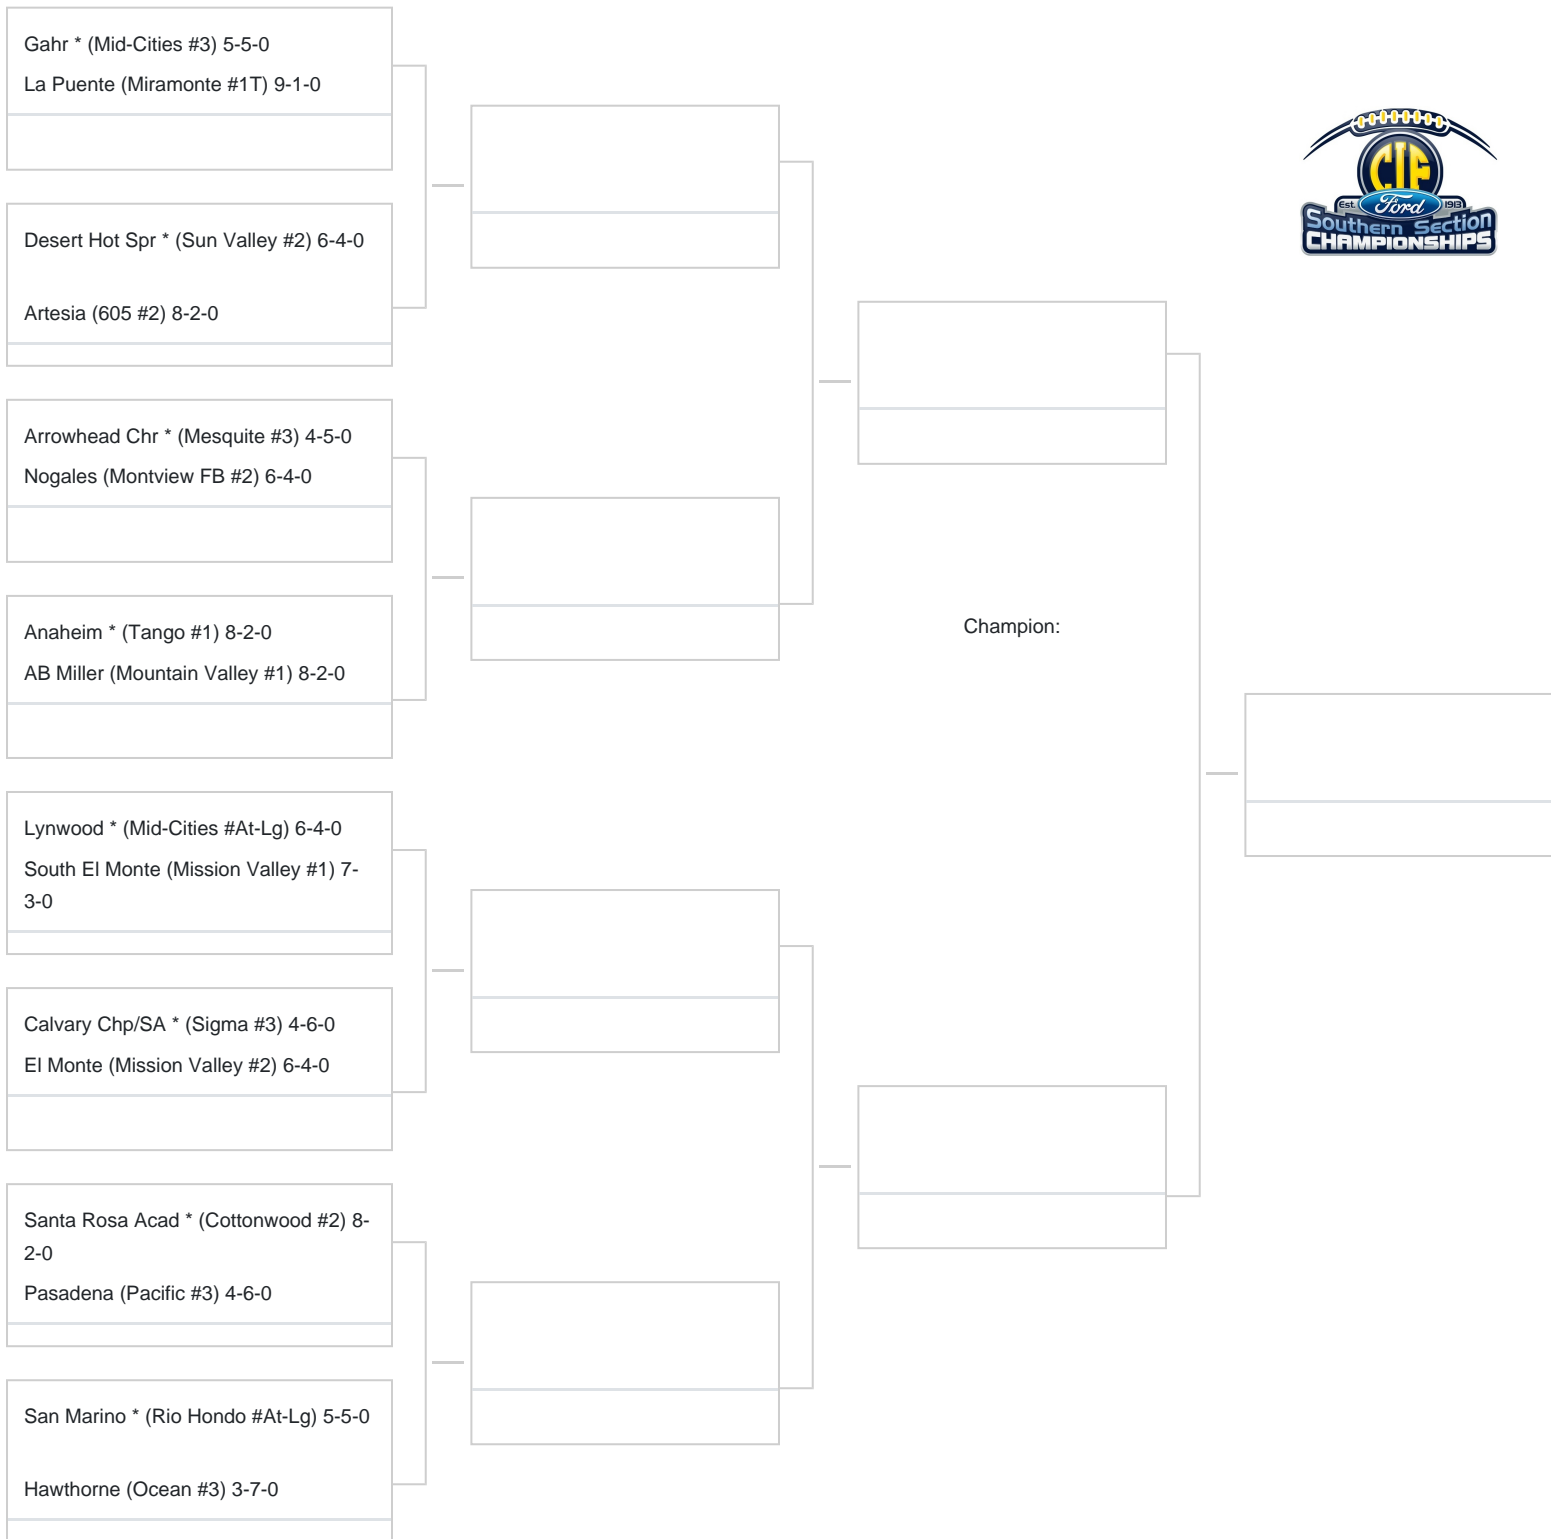 Gahr * (Mid-Cities #3) 5-5-0
La Puente (Miramonte #1T) 9-1-0
Desert Hot Spr * (Sun Valley #2) 6-4-0
Artesia (605 #2) 8-2-0
Arrowhead Chr * (Mesquite #3) 4-5-0
Nogales (Montview FB #2) 6-4-0
Anaheim * (Tango #1) 8-2-0
AB Miller (Mountain Valley #1) 8-2-0
Lynwood * (Mid-Cities #At-Lg) 6-4-0
South El Monte (Mission Valley #1) 7-
3-0
Calvary Chp/SA * (Sigma #3) 4-6-0
El Monte (Mission Valley #2) 6-4-0
Santa Rosa Acad * (Cottonwood #2) 8-
2-0
Pasadena (Pacific #3) 4-6-0
San Marino * (Rio Hondo #At-Lg) 5-5-0
Hawthorne (Ocean #3) 3-7-0
Champion:
CIF
Est. Ford 1913
Southern Section
CHAMPIONSHIPS